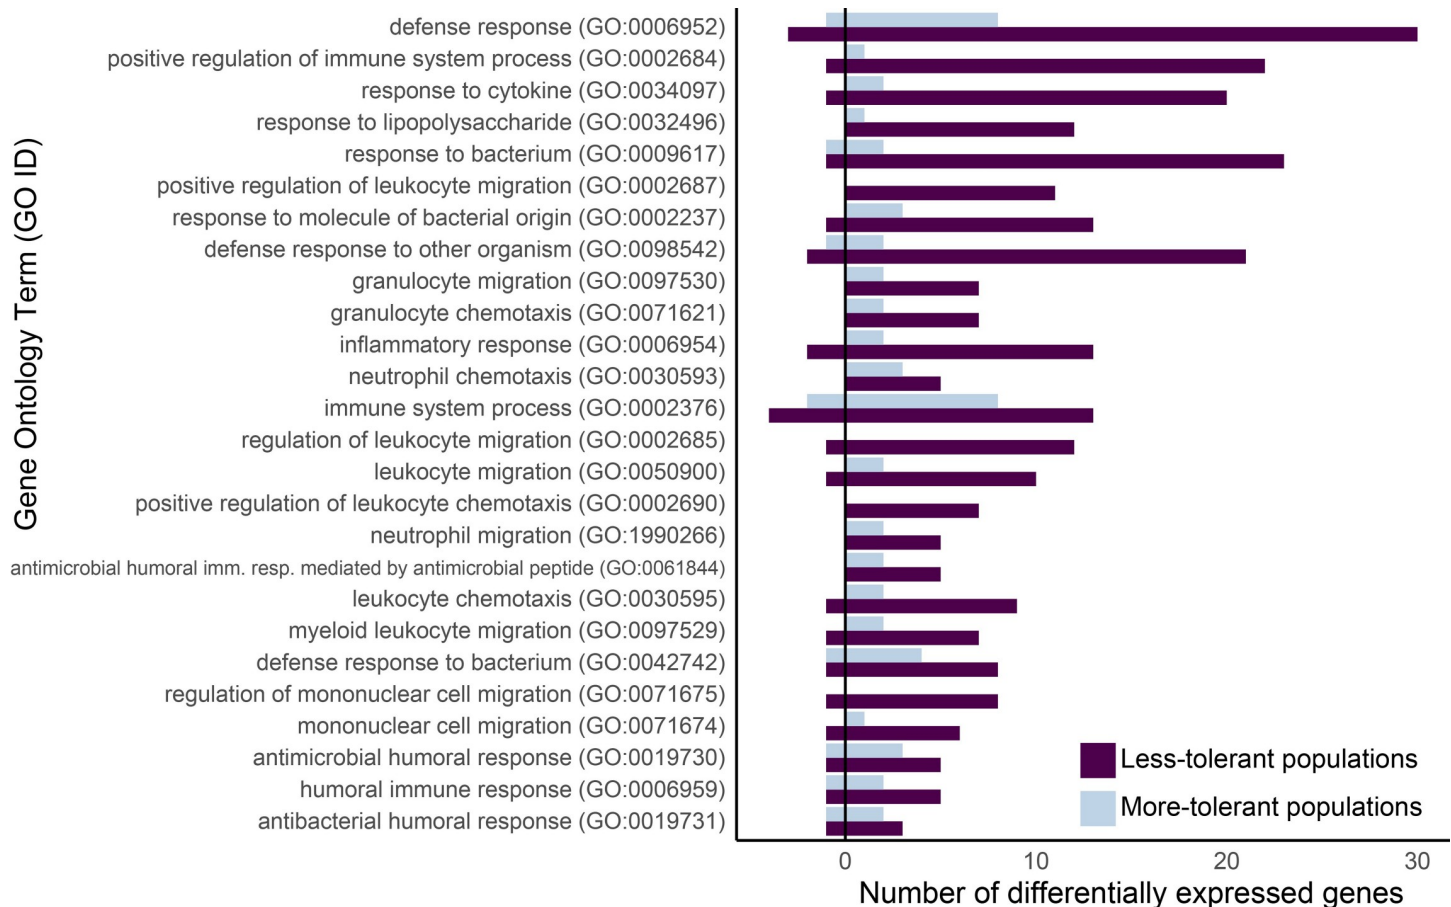 Gene Ontology Term (GO ID)
defense response (GO:0006952)
positive regulation of immune system process (GO:0002684)
response to cytokine (GO:0034097)
response to lipopolysaccharide (GO:0032496)
response to bacterium (GO:0009617)
positive regulation of leukocyte migration (GO:0002687)
response to molecule of bacterial origin (GO:0002237)
defense response to other organism (GO:0098542)
granulocyte migration (GO:0097530)
granulocyte chemotaxis (GO:0071621)
inflammatory response (GO:0006954)
neutrophil chemotaxis (GO:0030593)
immune system process (GO:0002376)
regulation of leukocyte migration (GO:0002685)
leukocyte migration (GO:0050900)
positive regulation of leukocyte chemotaxis (GO:0002690)
neutrophil migration (GO:1990266)
antimicrobial humoral imm. resp. mediated by antimicrobial peptide (GO:0061844)
leukocyte chemotaxis (GO:0030595)
myeloid leukocyte migration (GO:0097529)
defense response to bacterium (GO:0042742)
regulation of mononuclear cell migration (GO:0071675)
mononuclear cell migration (GO:0071674)
antimicrobial humoral response (GO:0019730)
humoral immune response (GO:0006959)
antibacterial humoral response (GO:0019731)
Less-tolerant populations
More-tolerant populations
0 10 20 30
Number of differentially expressed genes